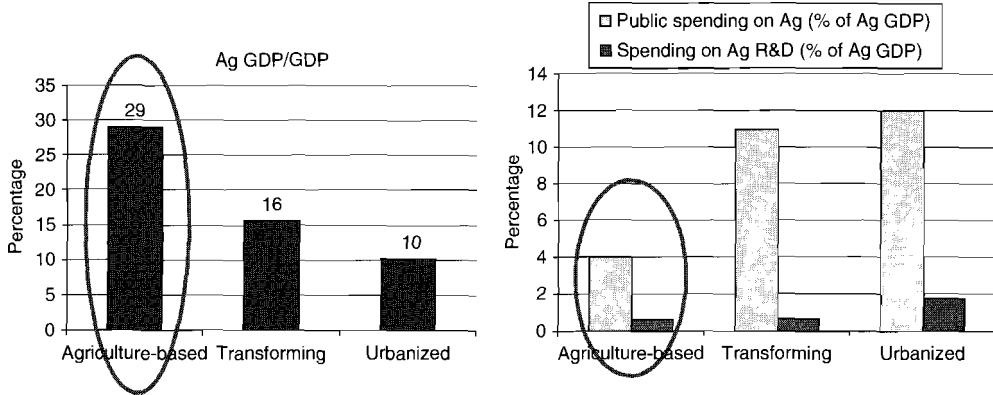 Ag GDP/GDP
Percentage
35
30
25
20
15
10
5
0
29
16
10
Agriculture-based Transforming Urbanized
Public spending on Ag (% of Ag GDP)
Spending on Ag R&D (% of Ag GDP)
Percentage
14
12
10
8
6
4
2
0
Agriculture-based Transforming Urbanized